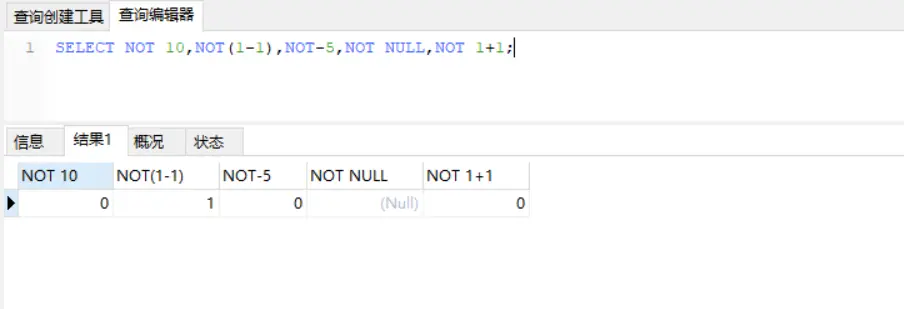 查询创建工具 查询编辑器
1 SELECT NOT 10,NOT(1-1),NOT-5,NOT NULL,NOT 1+1;
信息 结果1 概况 状态
NOT 10 NOT(1-1) NOT-5 NOT NULL NOT 1+1
0 1 0 (Null) 0